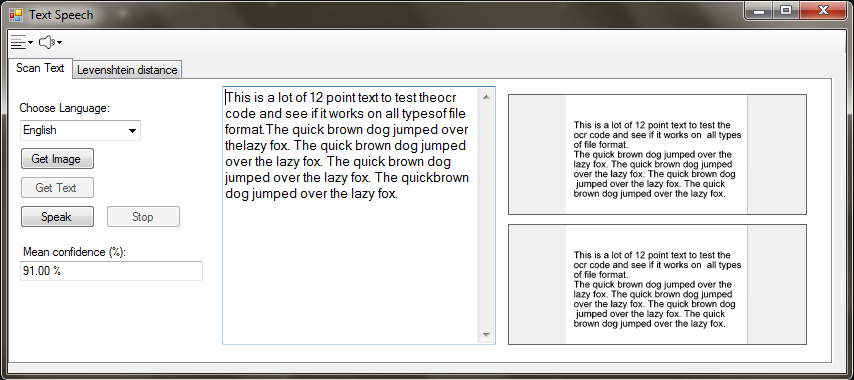 Text Speech
Scan Text
Levenshtein distance
Choose Language:
English
Get Image
Get Text
Speak
Stop
Mean confidence (%):
91.00 %
This is a lot of 12 point text to test theocr
code and see if it works on all typesof file
format.The quick brown dog jumped over
thelazy fox. The quick brown dog jumped
over the lazy fox. The quick brown dog
jumped over the lazy fox. The quickbrown
dog jumped over the lazy fox.
This is a lot of 12 point text to test the
ocr code and see if it works on all types
of file format.
The quick brown dog jumped over the
lazy fox. The quick brown dog jumped
over the lazy fox. The quick brown dog
jumped over the lazy fox. The quick
brown dog jumped over the lazy fox.
This is a lot of 12 point text to test the
ocr code and see if it works on all types
of file format.
The quick brown dog jumped over the
lazy fox. The quick brown dog jumped
over the lazy fox. The quick brown dog
jumped over the lazy fox. The quick
brown dog jumped over the lazy fox.